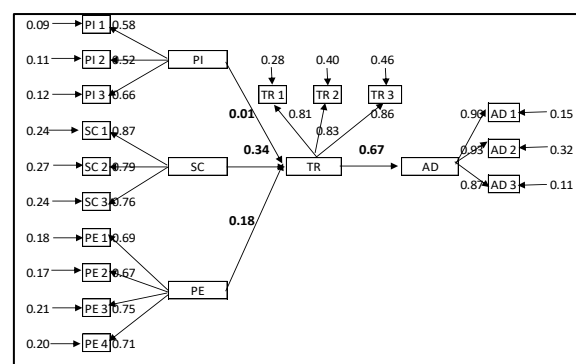 0.09 PI 1 0.58
0.11 PI 2 0.52 PI
0.12 PI 3 0.66
0.28 0.40 0.46
TR 1 TR 2 TR 3
0.81 0.83 0.86
0.01
0.24 SC 1 0.87
0.27 SC 2 0.79 SC 0.34 TR 0.67 AD
0.24 SC 3 0.76
0.90 AD 1 0.15
0.93 AD 2 0.32
0.87 AD 3 0.11
0.18
0.18 PE 1 0.69
0.17 PE 2 0.67
PE
0.21 PE 3 0.75
0.20 PE 4 0.71